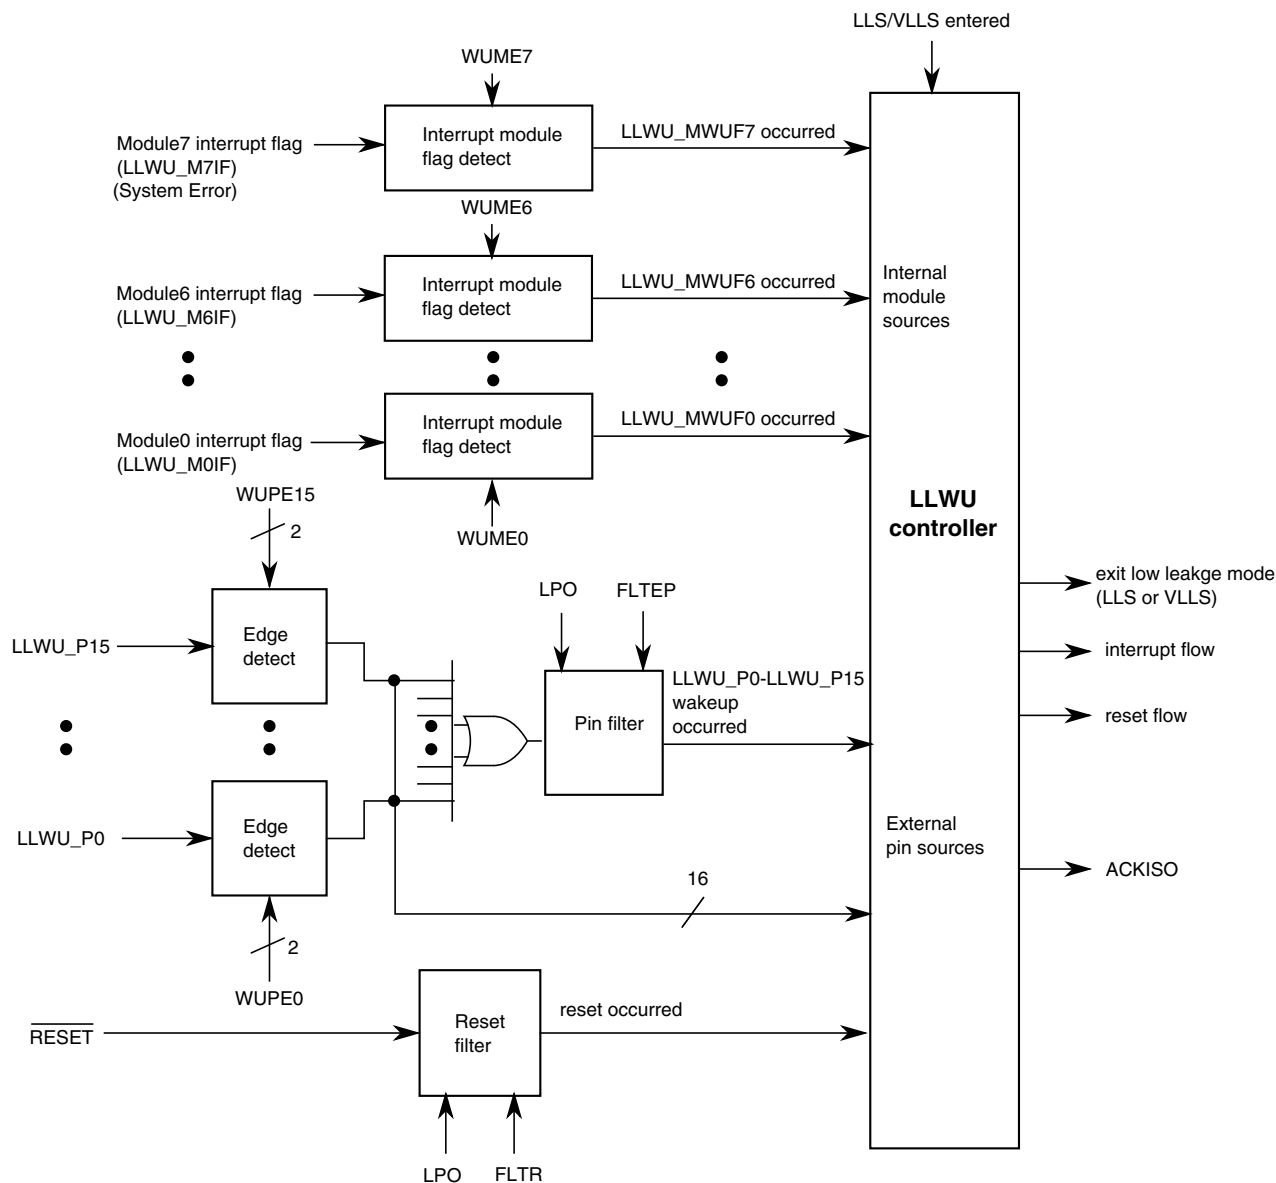 LLS/VLLS entered
WUME7
Module7 interrupt flag
(LLWU_M7IF)
(System Error)
Interrupt module
flag detect
LLWU_MWUF7 occurred
WUME6
Module6 interrupt flag
(LLWU_M6IF)
Interrupt module
flag detect
LLWU_MWUF6 occurred
Internal
module
sources
Module0 interrupt flag
(LLWU_M0IF)
Interrupt module
flag detect
LLWU_MWUF0 occurred
WUME0
LLWU
controller
WUPE15
2
LLWU_P15
Edge
detect
LPO
FLTEP
Pin filter
LLWU_P0-LLWU_P15
wakeup
occurred
exit low leakge mode
(LLS or VLLS)
interrupt flow
reset flow
LLWU_P0
Edge
detect
External
pin sources
ACKISO
16
2
WUPE0
RESET
Reset
filter
reset occurred
LPO
FLTR